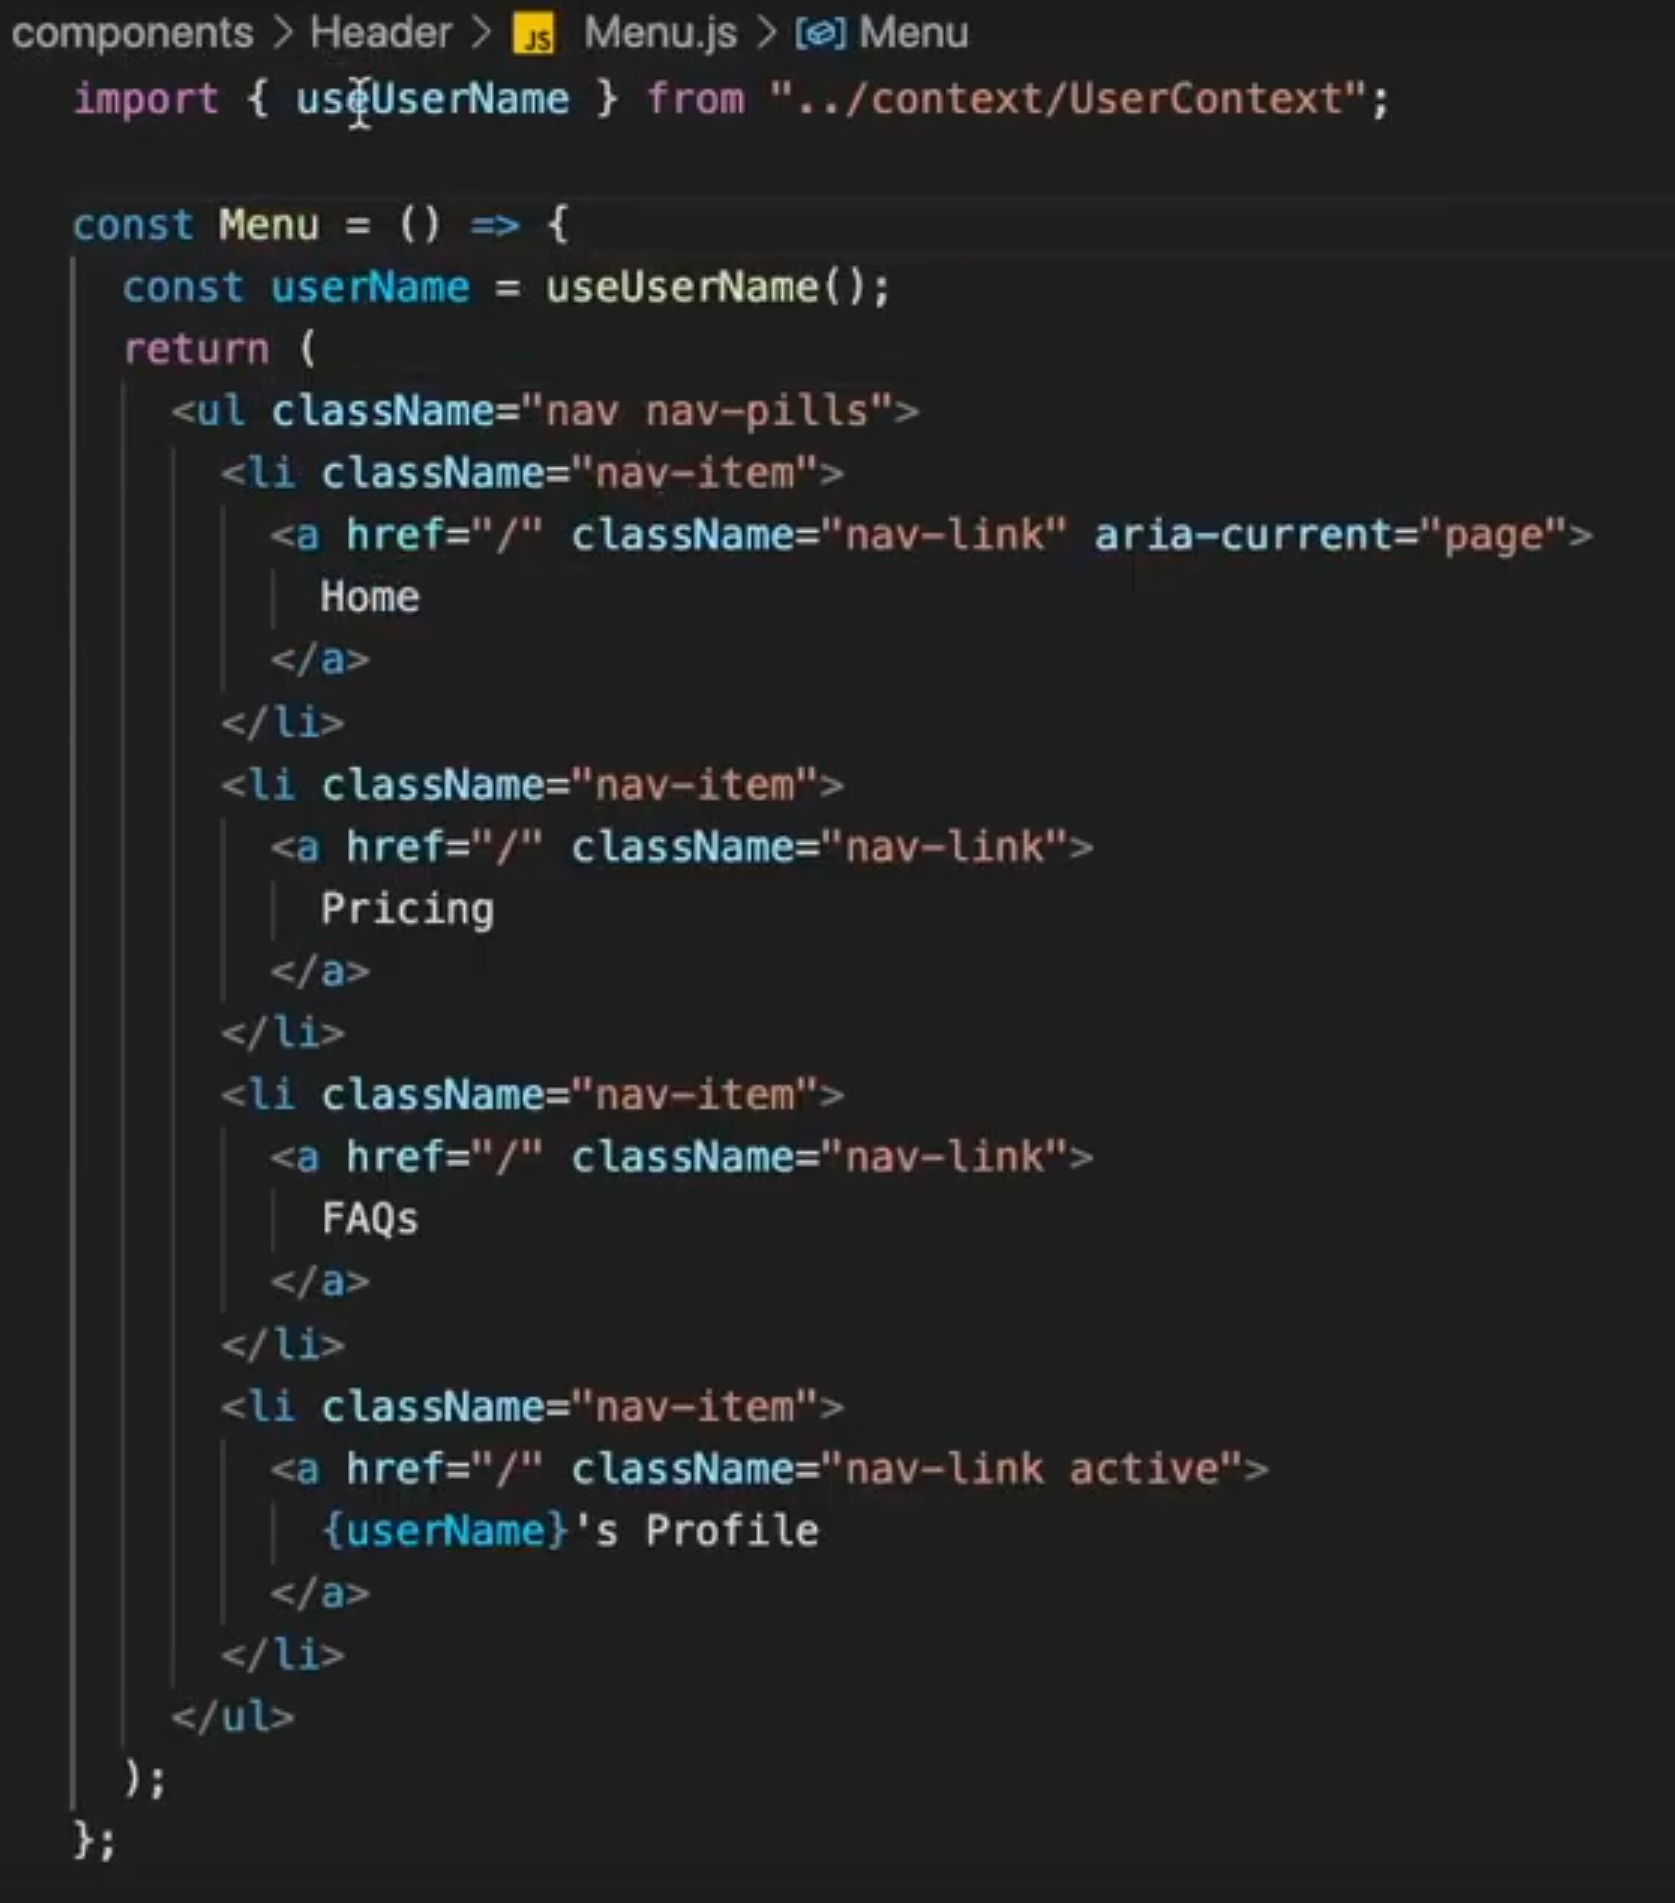 components > Header > JS Menu.js > Menu
import { useUserName } from "../context/UserContext";
const Menu = () => {
  const userName = useUserName();
  return (
    <ul className="nav nav-pills">
      <li className="nav-item">
        <a href="/" className="nav-link" aria-current="page">
          Home
        </a>
      </li>
      <li className="nav-item">
        <a href="/" className="nav-link">
          Pricing
        </a>
      </li>
      <li className="nav-item">
        <a href="/" className="nav-link">
          FAQs
        </a>
      </li>
      <li className="nav-item">
        <a href="/" className="nav-link active">
          {userName}'s Profile
        </a>
      </li>
    </ul>
  );
};